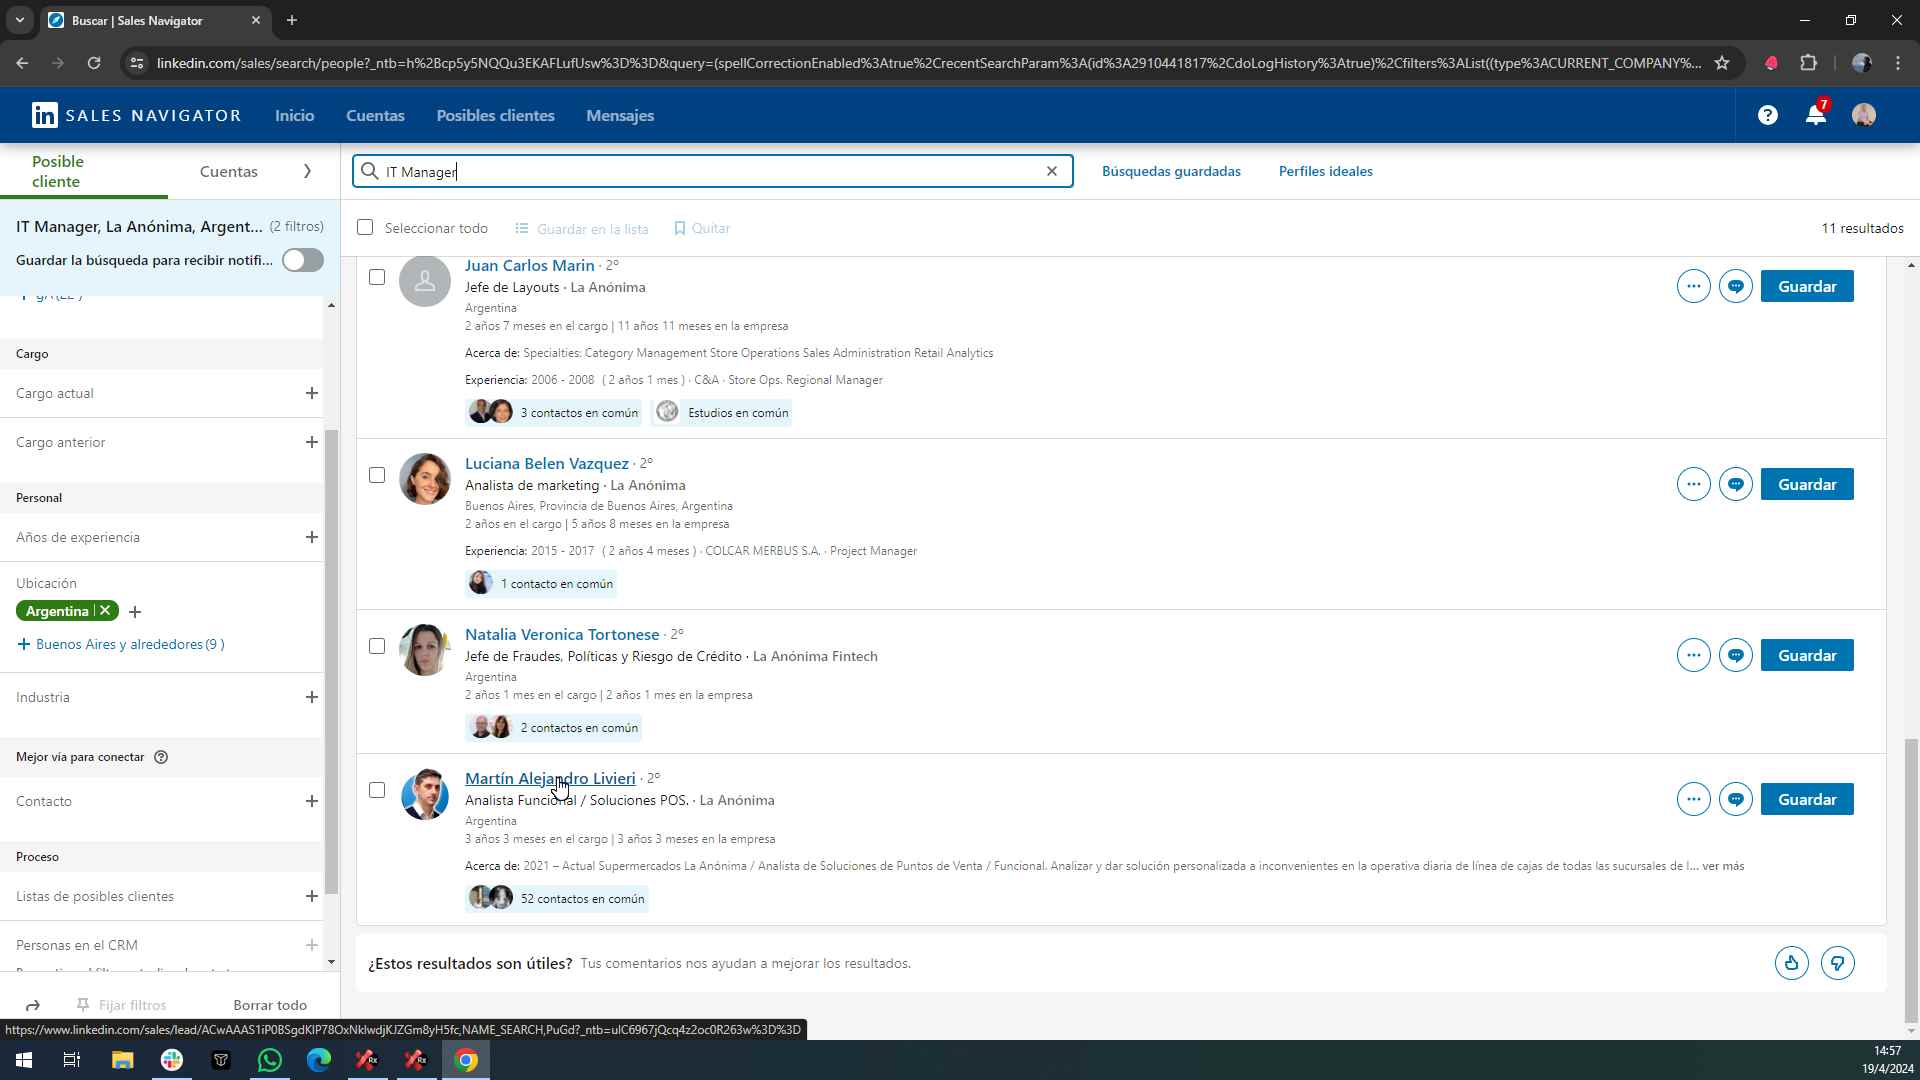 Buscar | Sales Navigator
linkedin.com/sales/search/people?_ntb=h%2Bcp5y5NQQu3EKAFLufUsw%3D%3D&query=(spellCorrectionEnabled%3Atrue%2CrecentSearchParam%3A(id%3A2910441817%2CdoLogHistory%3Atrue)%2Cfilters%3AList((type%3ACURRENT_COMPANY%...
in SALES NAVIGATOR
Inicio
Cuentas
Posibles clientes
Mensajes
7
Posible
cliente
Cuentas
IT Manager
Búsquedas guardadas
Perfiles ideales
IT Manager, La Anónima, Argent... (2 filtros)
Guardar la búsqueda para recibir notifi...
Seleccionar todo
Guardar en la lista
Quitar
11 resultados
Cargo
Cargo actual
Cargo anterior
Personal
Años de experiencia
Ubicación
Argentina
Buenos Aires y alrededores (9 )
Industria
Mejor vía para conectar
Contacto
Proceso
Listas de posibles clientes
Personas en el CRM
Fijar filtros
Borrar todo
Juan Carlos Marin · 2º
Jefe de Layouts · La Anónima
Argentina
2 años 7 meses en el cargo | 11 años 11 meses en la empresa
Acerca de: Specialties: Category Management Store Operations Sales Administration Retail Analytics
Experiencia: 2006 - 2008 ( 2 años 1 mes ) · C&A · Store Ops. Regional Manager
3 contactos en común
Estudios en común
Guardar
Luciana Belen Vazquez · 2º
Analista de marketing · La Anónima
Buenos Aires, Provincia de Buenos Aires, Argentina
2 años en el cargo | 5 años 8 meses en la empresa
Experiencia: 2015 - 2017 ( 2 años 4 meses ) · COLCAR MERBUS S.A. · Project Manager
1 contacto en común
Guardar
Natalia Veronica Tortonese · 2º
Jefe de Fraudes, Políticas y Riesgo de Crédito · La Anónima Fintech
Argentina
2 años 1 mes en el cargo | 2 años 1 mes en la empresa
2 contactos en común
Guardar
Martín Alejandro Livieri · 2º
Analista Funcional / Soluciones POS. · La Anónima
Argentina
3 años 3 meses en el cargo | 3 años 3 meses en la empresa
Acerca de: 2021 – Actual Supermercados La Anónima / Analista de Soluciones de Puntos de Venta / Funcional. Analizar y dar solución personalizada a inconvenientes en la operativa diaria de línea de cajas de todas las sucursales de l... ver más
52 contactos en común
Guardar
¿Estos resultados son útiles? Tus comentarios nos ayudan a mejorar los resultados.
https://www.linkedin.com/sales/lead/ACwAAAS1iP0BSgdKIP78OxNklwdjKJZGm8yH5fc,NAME_SEARCH,PuGd?_ntb=ulC6967jQcq4z2oc0R263w%3D%3D
14:57
19/4/2024